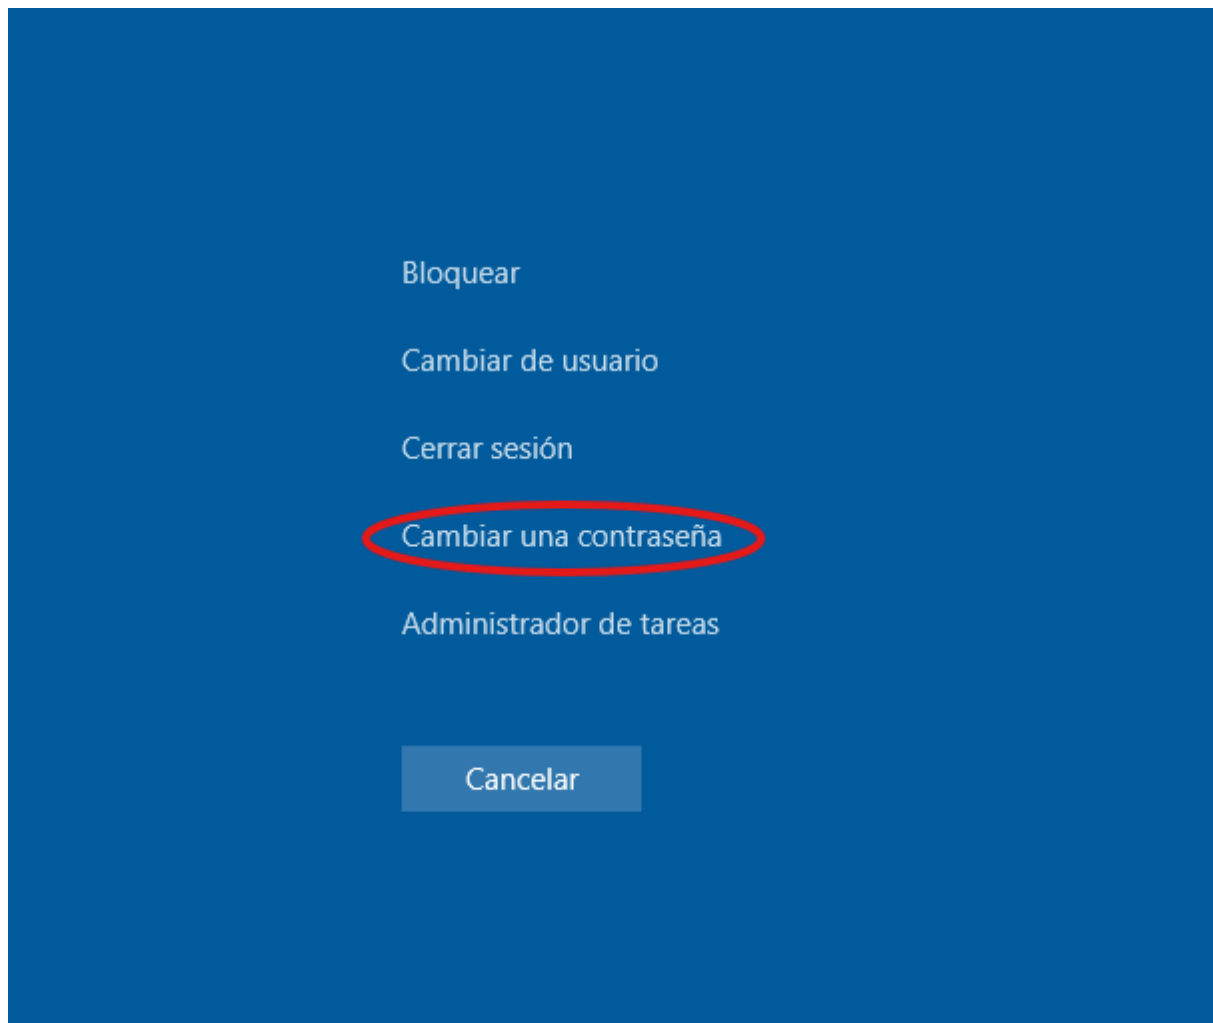 Bloquear
Cambiar de usuario
Cerrar sesión
Cambiar una contraseña
Administrador de tareas
Cancelar